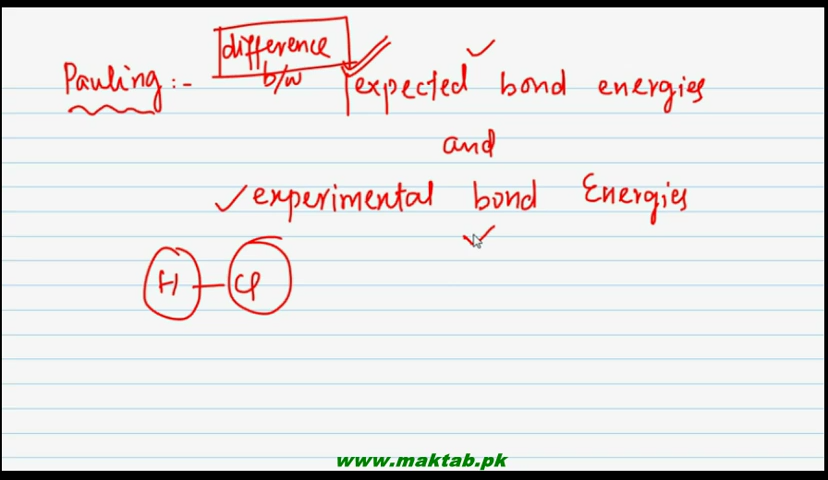 difference
Pauling:- b/w expected bond energies
and
experimental bond Energies
H-Cl
www.maktab.pk